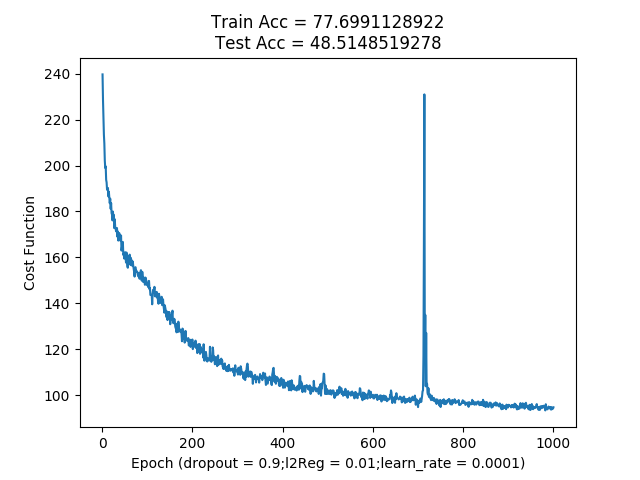 Train Acc = 77.6991128922
Test Acc = 48.5148519278
240
220
200
180
160
140
120
100
Cost Function
0 200 400 600 800 1000
Epoch (dropout = 0.9;l2Reg = 0.01;learn_rate = 0.0001)